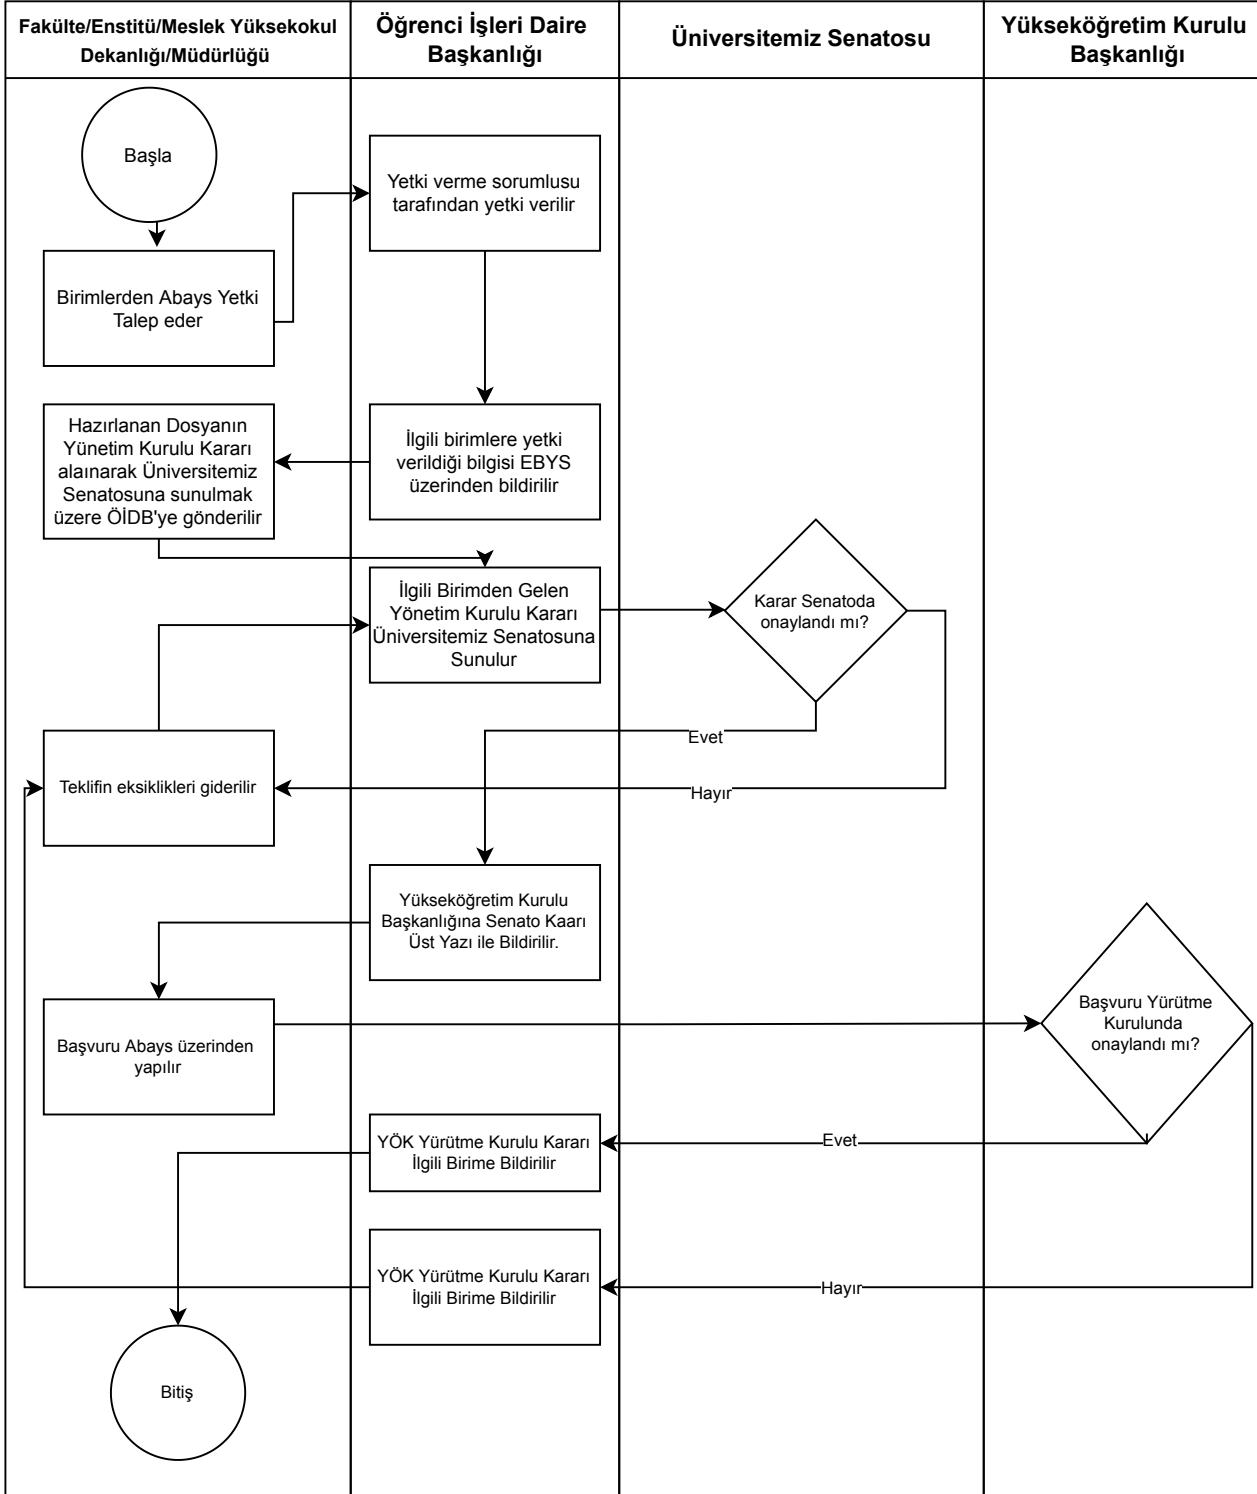 Fakülte/Enstitü/Meslek Yüksekokul
Dekanlığı/Müdürlüğü
Öğrenci İşleri Daire
Başkanlığı
Üniversitemiz Senatosu
Yükseköğretim Kurulu
Başkanlığı
Başla
Yetki verme sorumlusu
tarafından yetki verilir
Birimlerden Abays Yetki
Talep eder
Hazırlanan Dosyanın
Yünetim Kurulu Kararı
alaınarak Üniversitemiz
Senatosuna sunulmak
üzere ÖİDB'ye gönderilir
İlgili birimlere yetki
verildiği bilgisi EBYS
üzerinden bildirilir
İlgili Birimden Gelen
Yönetim Kurulu Kararı
Üniversitemiz Senatosuna
Sunulur
Karar Senatoda
onaylandı mı?
Evet
Teklifin eksiklikleri giderilir
Hayır
Yükseköğretim Kurulu
Başkanlığına Senato Kaarı
Üst Yazı ile Bildirilir.
Başvuru Abays üzerinden
yapılır
Başvuru Yürütme
Kurulunda
onaylandı mı?
YÖK Yürütme Kurulu Kararı
İlgili Birime Bildirilir
Evet
YÖK Yürütme Kurulu Kararı
İlgili Birime Bildirilir
Hayır
Bitiş